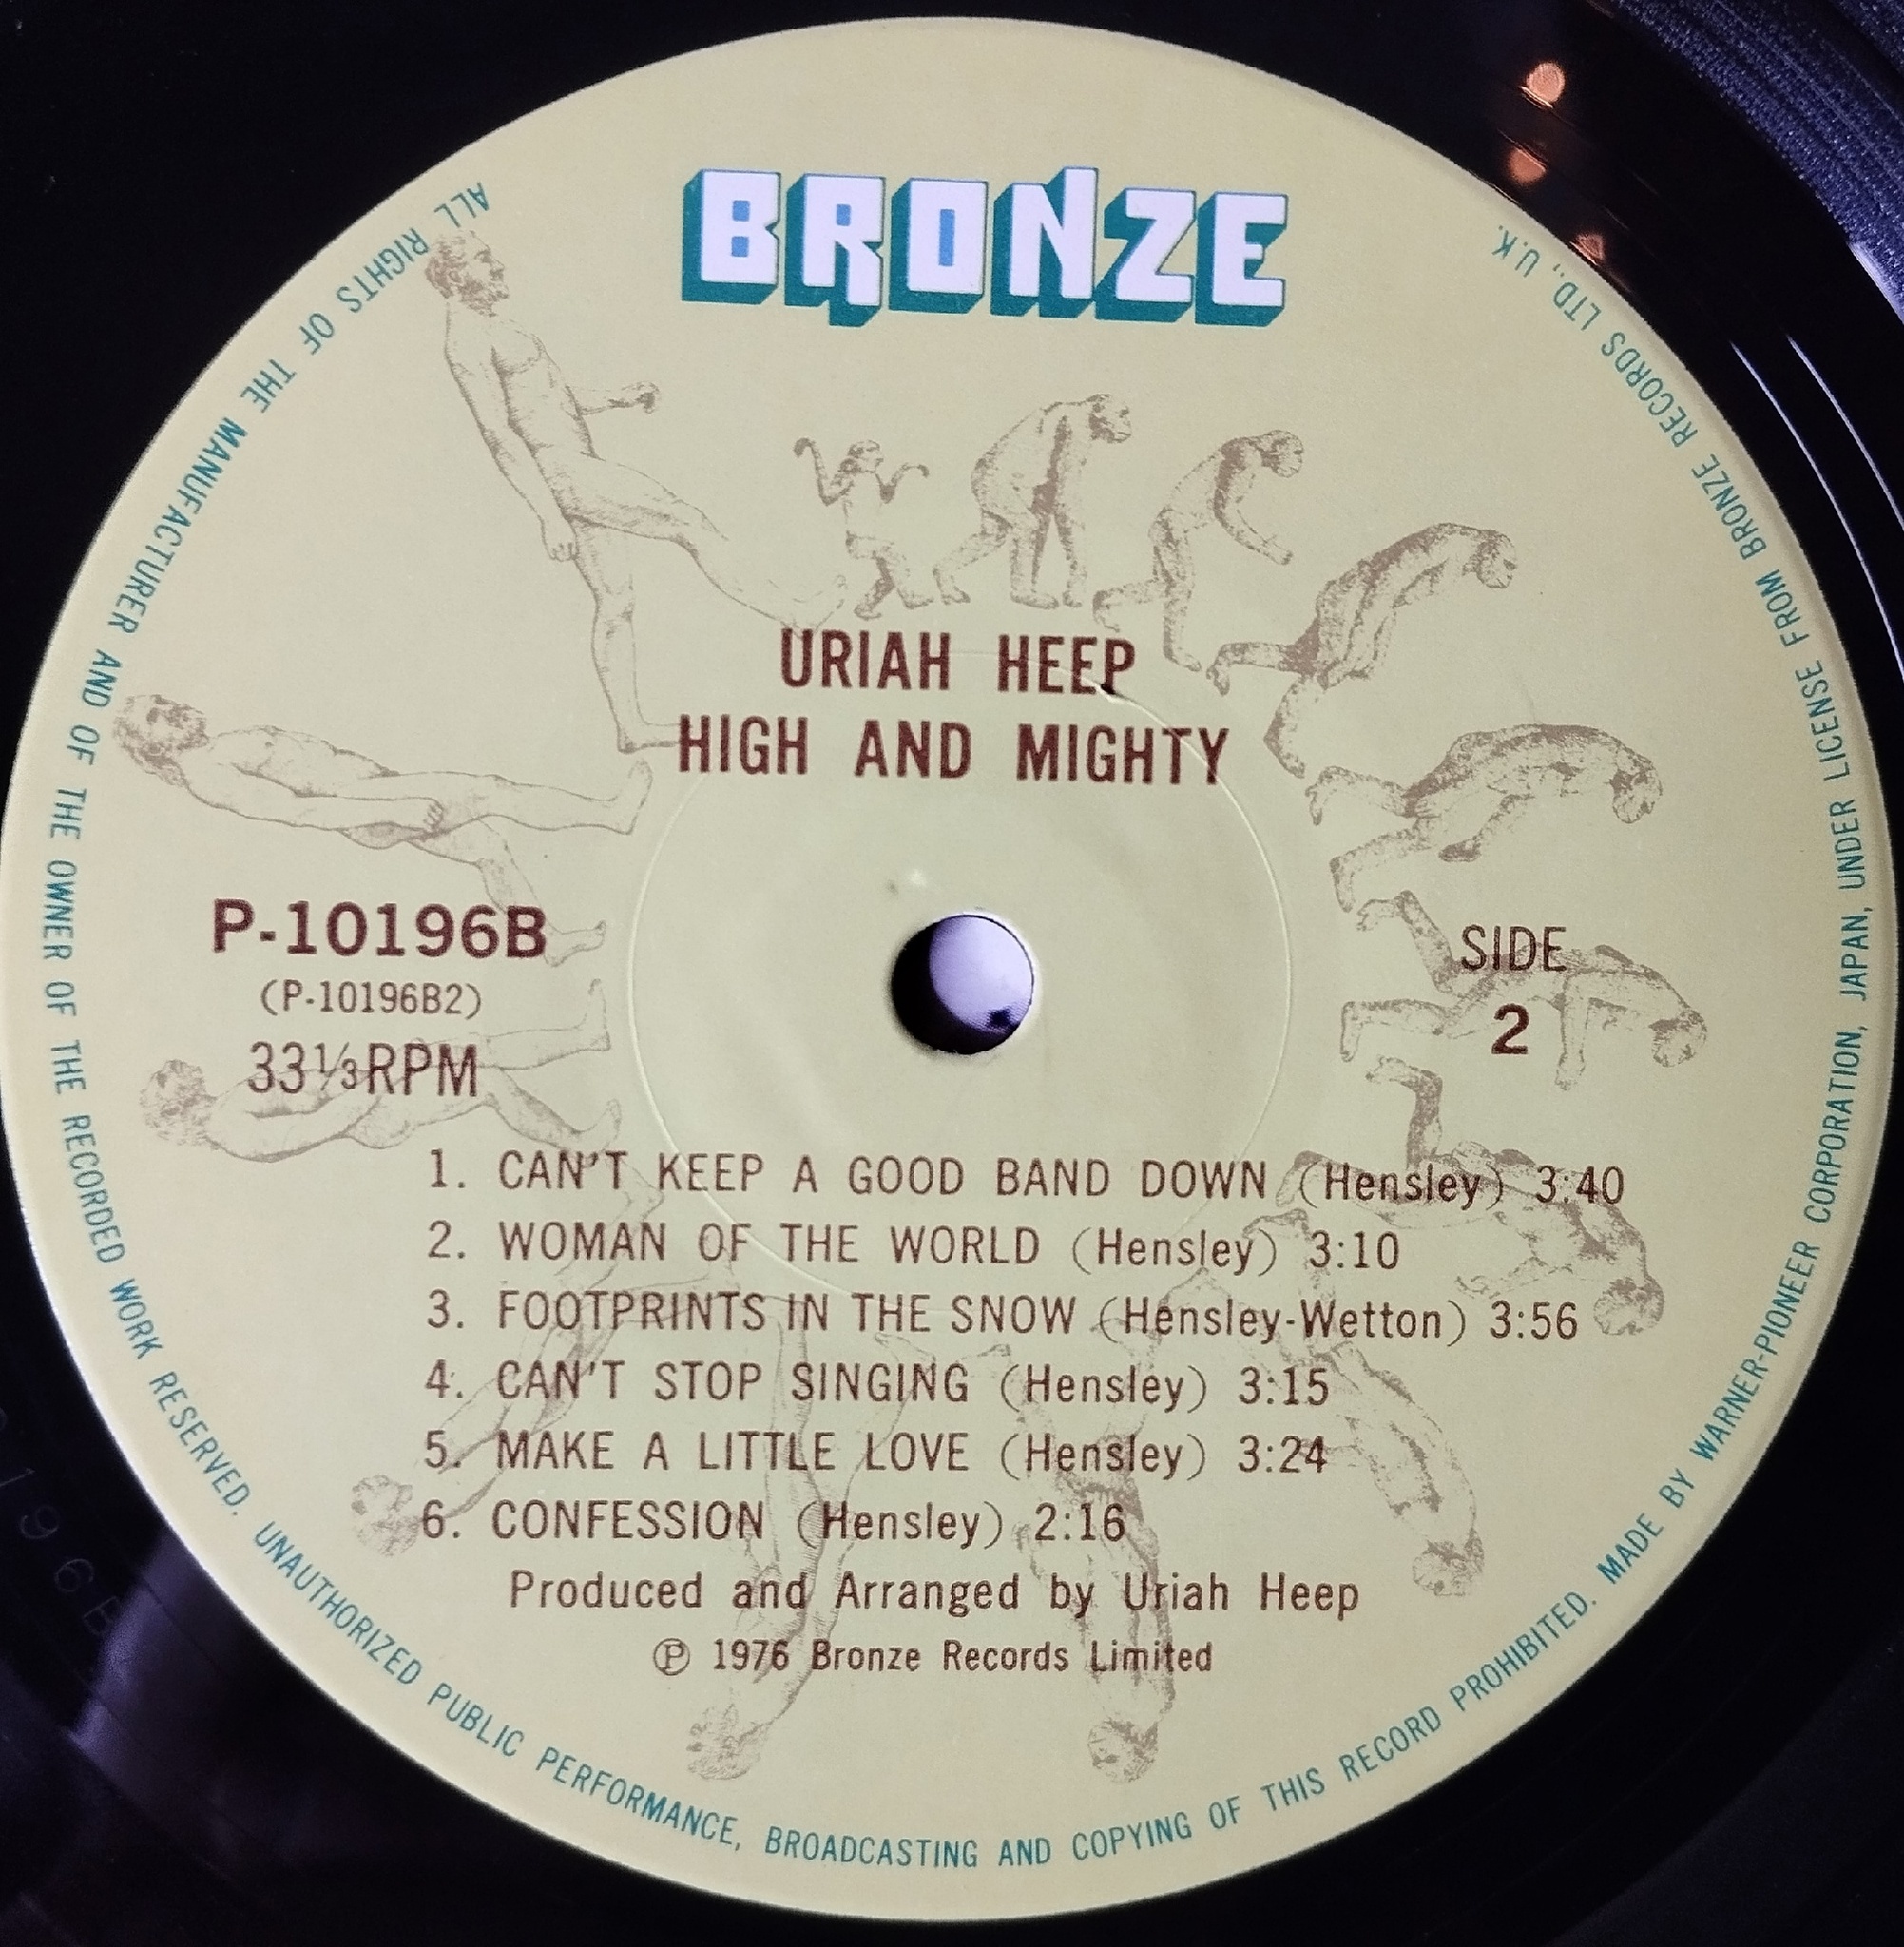 BRONZE
URIAH HEEP
HIGH AND MIGHTY
P-10196B
(P-10196B2)
33⅓RPM
SIDE
2
1. CAN'T KEEP A GOOD BAND DOWN (Hensley) 3:40
2. WOMAN OF THE WORLD (Hensley) 3:10
3. FOOTPRINTS IN THE SNOW (Hensley-Wetton) 3:56
4. CAN'T STOP SINGING (Hensley) 3:15
5. MAKE A LITTLE LOVE (Hensley) 3:24
6. CONFESSION (Hensley) 2:16
Produced and Arranged by Uriah Heep
Ⓟ 1976 Bronze Records Limited
ALL RIGHTS OF THE MANUFACTURER AND OF THE OWNER OF THE RECORDED WORK RESERVED. UNAUTHORIZED PUBLIC PERFORMANCE, BROADCASTING AND COPYING OF THIS RECORD PROHIBITED. MADE BY WARNER-PIONEER CORPORATION, JAPAN, UNDER LICENSE FROM BRONZE RECORDS LTD., U.K.